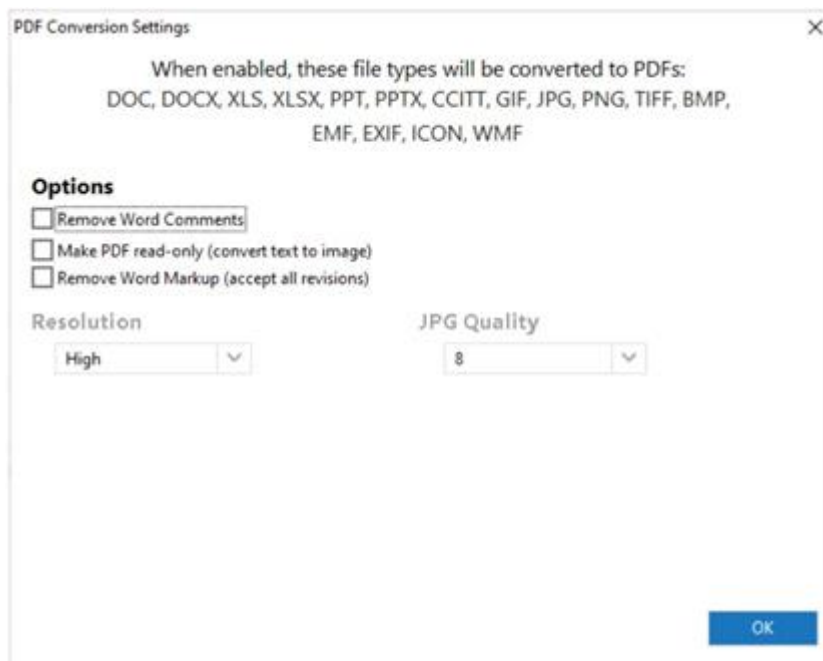 PDF Conversion Settings
When enabled, these file types will be converted to PDFs:
DOC, DOCX, XLS, XLSX, PPT, PPTX, CCITT, GIF, JPG, PNG, TIFF, BMP,
EMF, EXIF, ICON, WMF
Options
Remove Word Comments
Make PDF read-only (convert text to image)
Remove Word Markup (accept all revisions)
Resolution
JPG Quality
High
8
OK